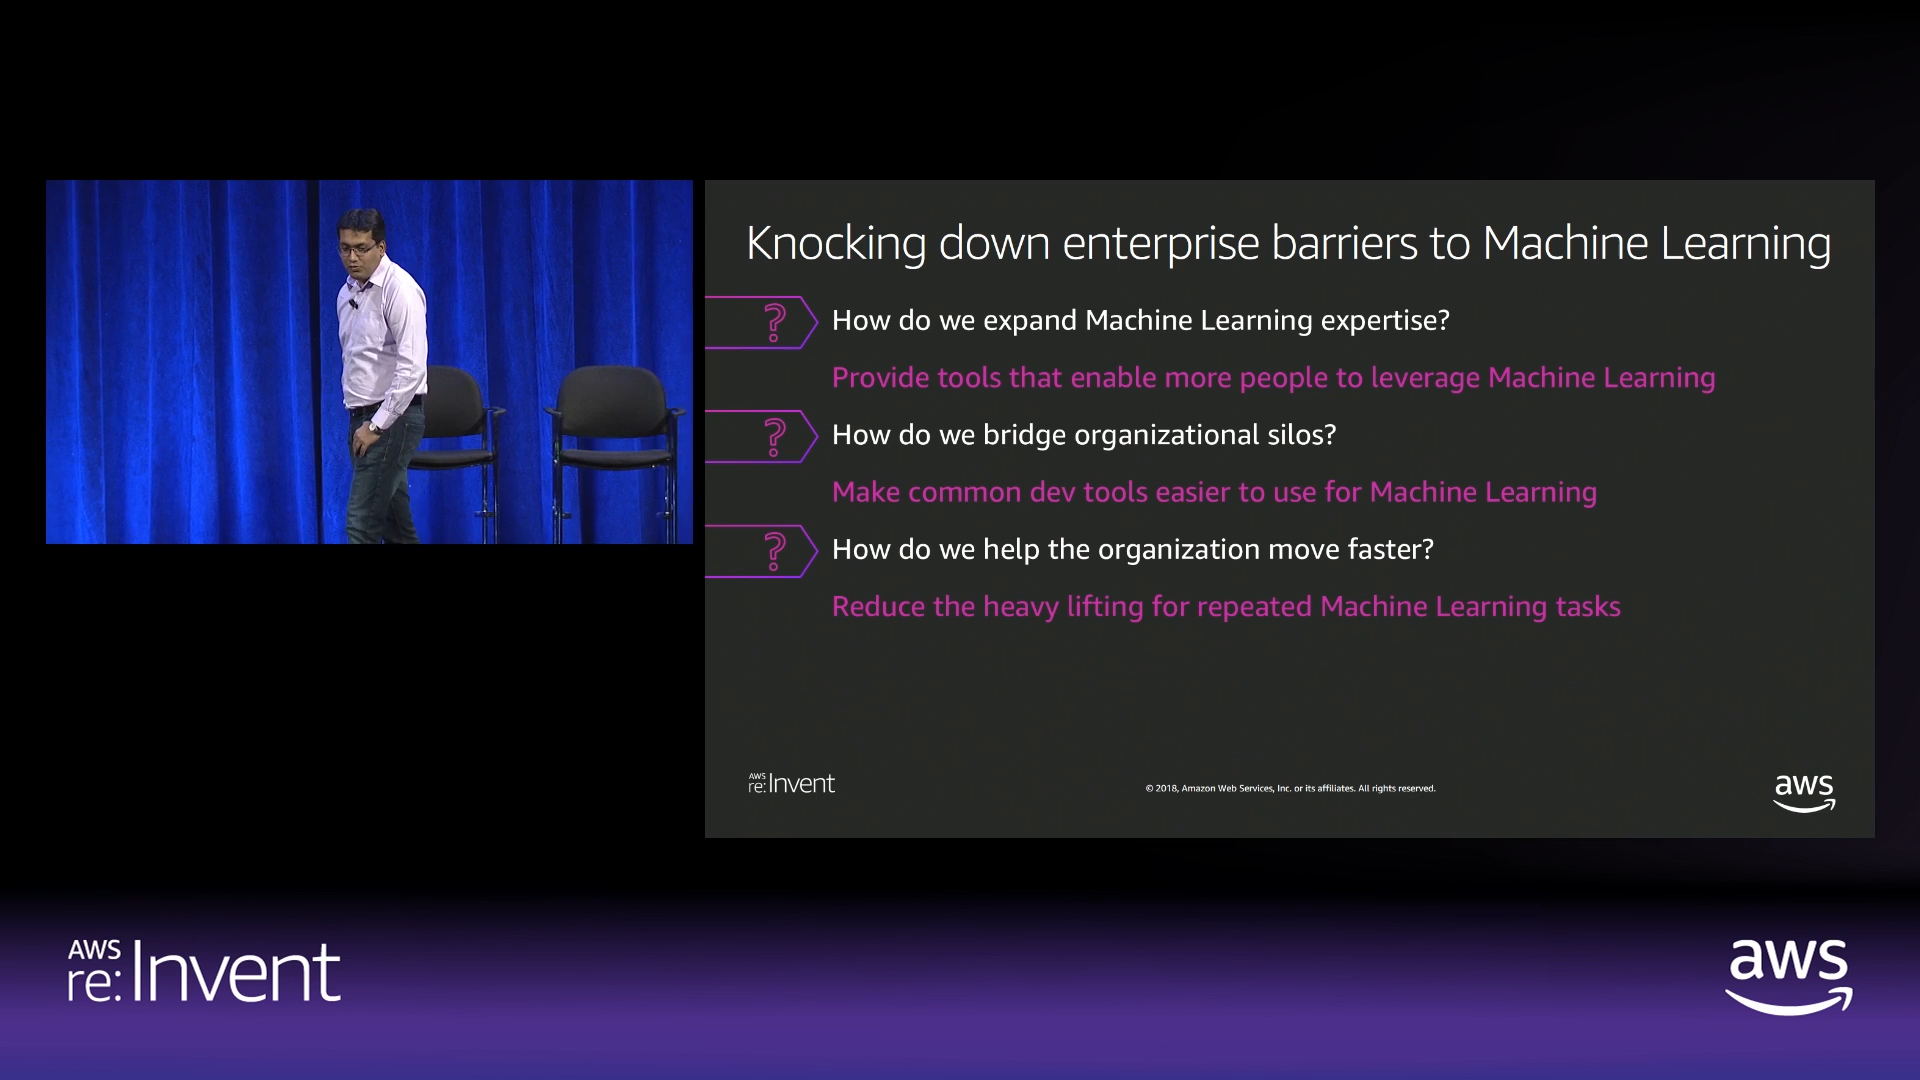 Knocking down enterprise barriers to Machine Learning
?
How do we expand Machine Learning expertise?
Provide tools that enable more people to leverage Machine Learning
?
How do we bridge organizational silos?
Make common dev tools easier to use for Machine Learning
?
How do we help the organization move faster?
Reduce the heavy lifting for repeated Machine Learning tasks
AWS
re:Invent
© 2018, Amazon Web Services, Inc. or its affiliates. All rights reserved.
aws
AWS
re:Invent
aws